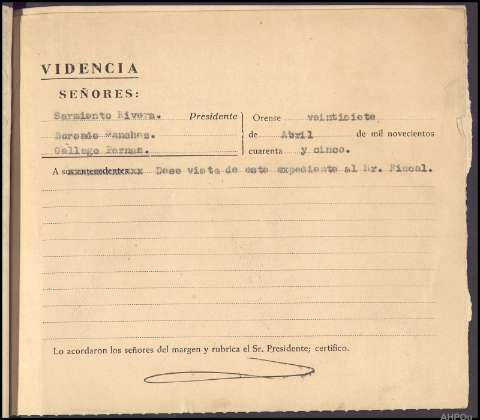 VIDENCIA
SEÑORES:
Sarmiento Rivera. Presidente
Sanchez.
Gallego
Orense veintisiete
de Abril de mil novecientos
cuarenta y cinco.
A Dese vista de este expediente al Sr. Fiscal.
Lo acordaron los señores del margen y rubrica el Sr. Presidente; certifico.
AHPOu